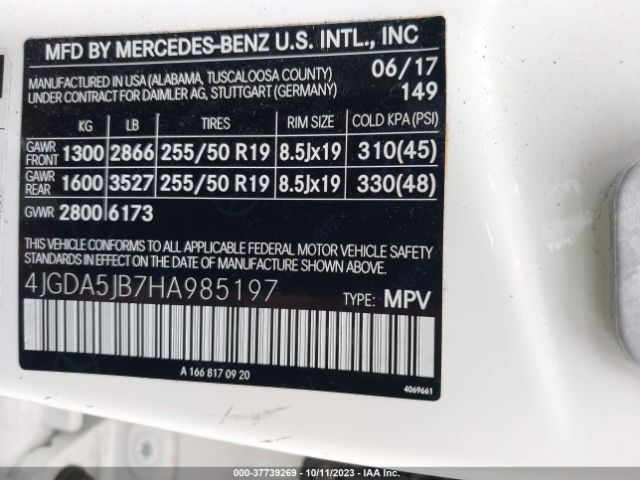 MFD BY MERCEDES-BENZ U.S. INTL., INC
MANUFACTURED IN USA (ALABAMA, TUSCALOOSA COUNTY) 06/17
UNDER CONTRACT FOR DAIMLER AG, STUTTGART (GERMANY) 149
KG LB TIRES RIM SIZE COLD KPA (PSI)
GAWR FRONT 1300 2866 255/50 R19 8.5Jx19 310(45)
GAWR REAR 1600 3527 255/50 R19 8.5Jx19 330(48)
GVWR 2800 6173
THIS VEHICLE CONFORMS TO ALL APPLICABLE FEDERAL MOTOR VEHICLE SAFETY
STANDARDS IN EFFECT ON THE DATE OF MANUFACTURE SHOWN ABOVE.
4JGDA5JB7HA985197 TYPE: MPV
A 166 817 09 20 4069661
000-37739269 - 10/11/2023 - IAA Inc.